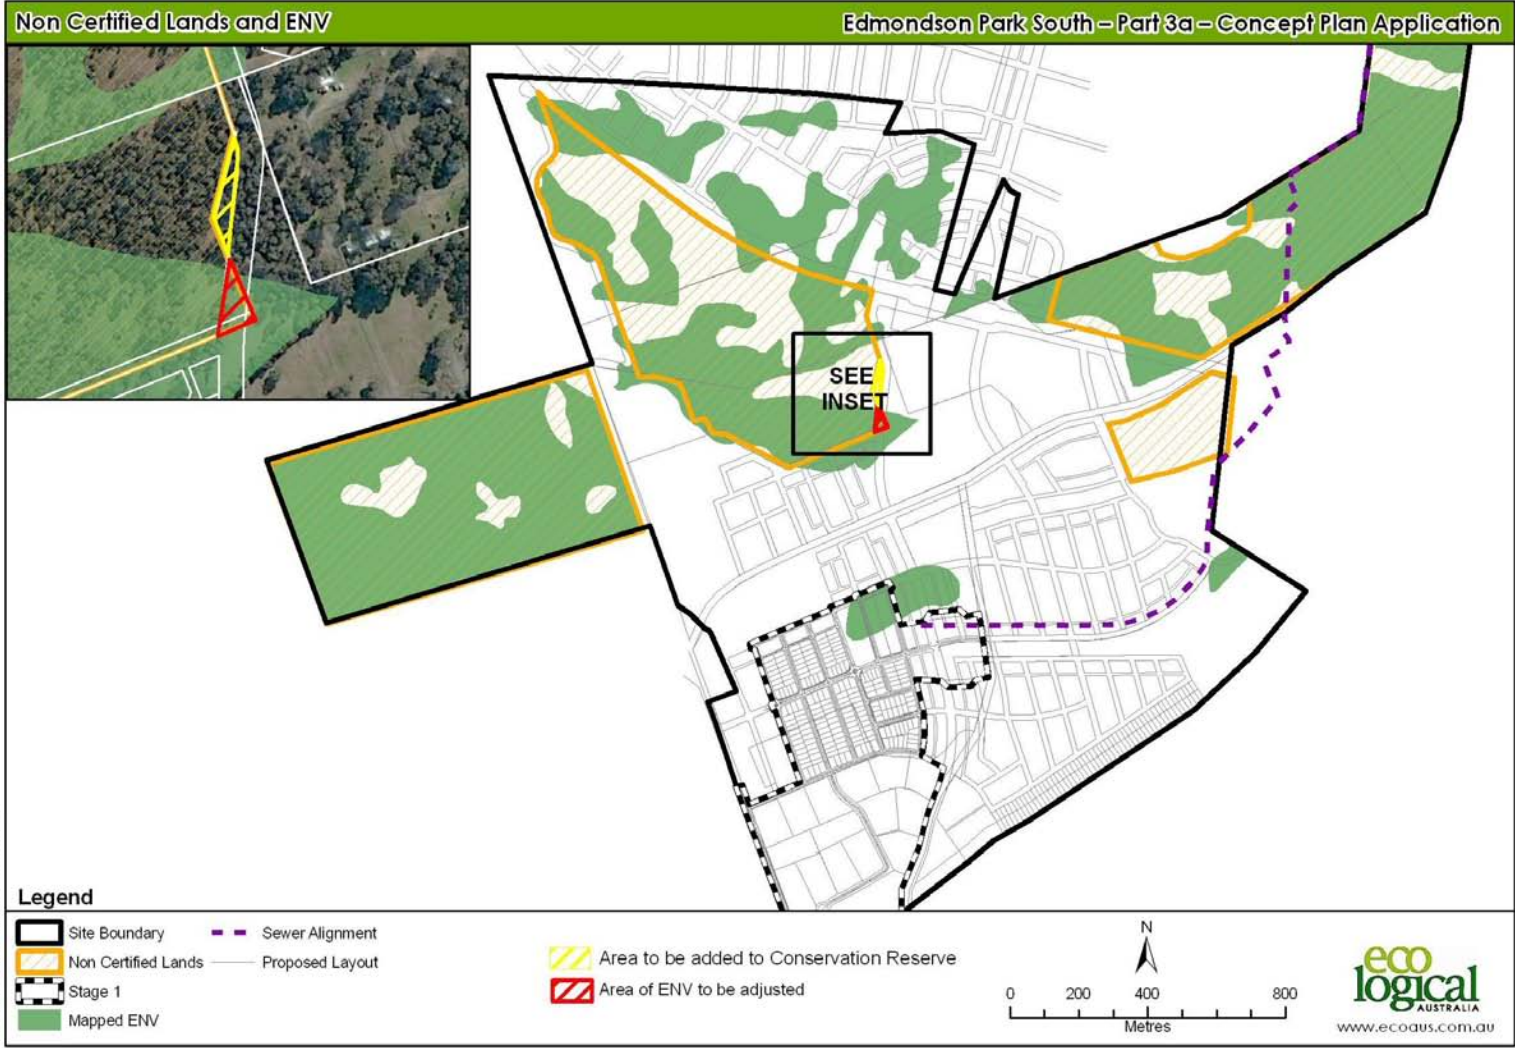 Non Certified Lands and ENV
Edmondson Park South – Part 3a – Concept Plan Application
SEE
INSET
Legend
Site Boundary
Non Certified Lands
Stage 1
Mapped ENV
Sewer Alignment
Proposed Layout
Area to be added to Conservation Reserve
Area of ENV to be adjusted
N
0 200 400 800
Metres
eco
logical
AUSTRALIA
www.ecoaus.com.au